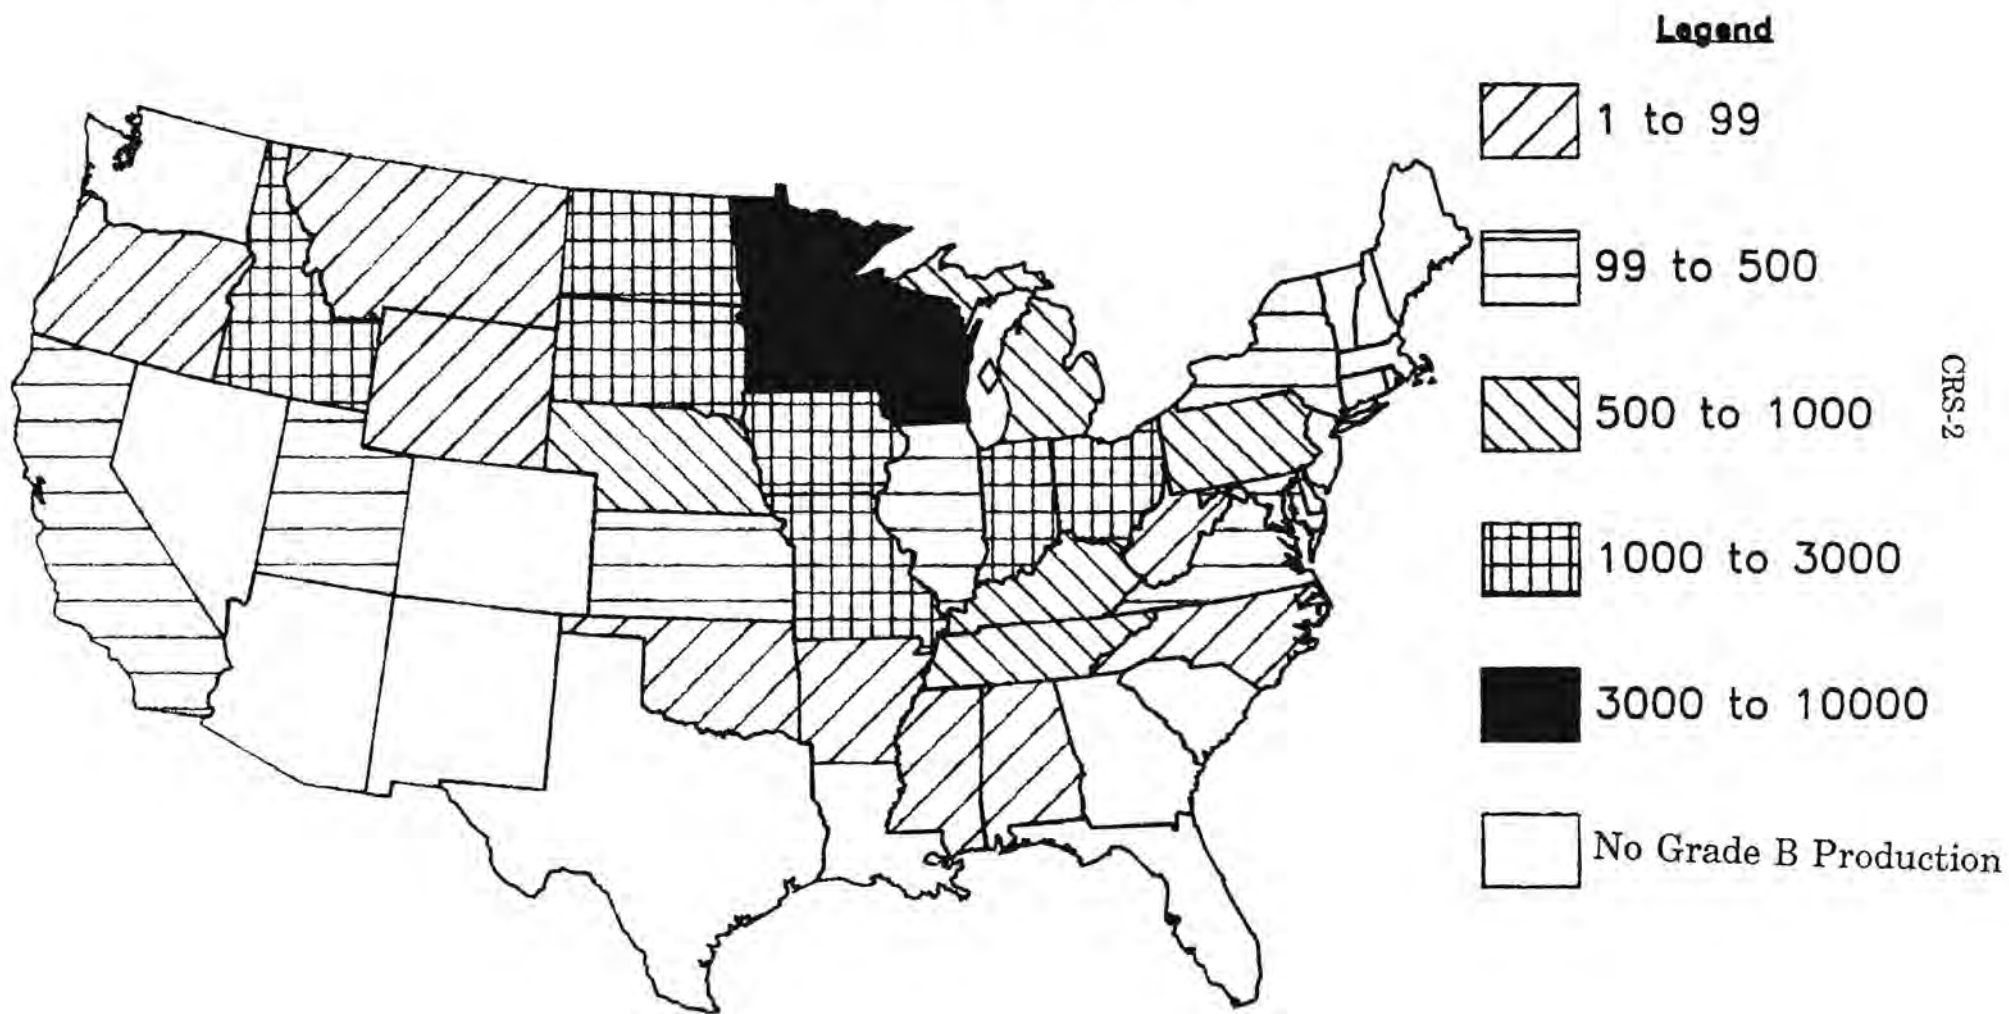 Legend
1 to 99
99 to 500
500 to 1000
1000 to 3000
3000 to 10000
No Grade B Production
CRS-2